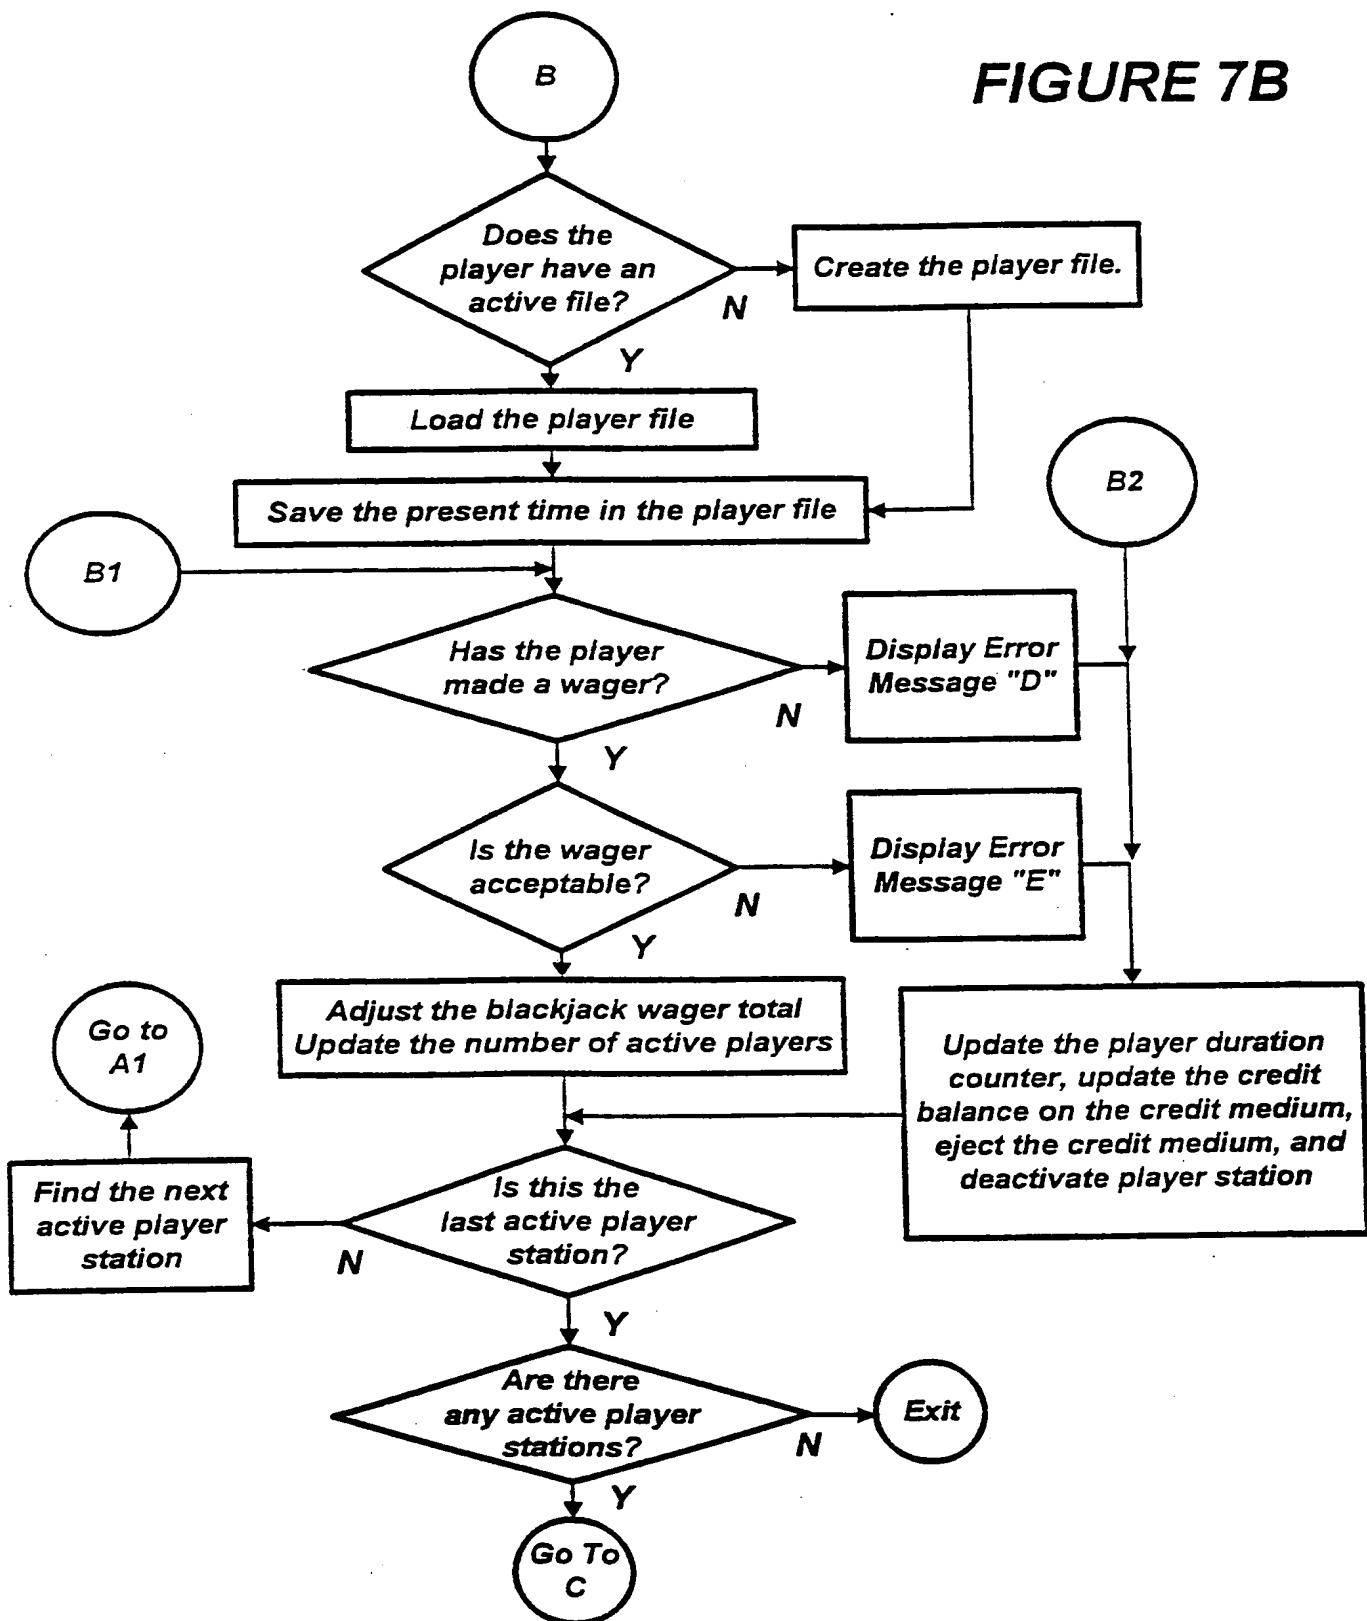 FIGURE 7B
B
Does the
player have an
active file?
N
Create the player file.
Y
Load the player file
Save the present time in the player file
B2
B1
Has the player
made a wager?
N
Display Error
Message "D"
Y
Is the wager
acceptable?
N
Display Error
Message "E"
Y
Adjust the blackjack wager total
Update the number of active players
Go to
A1
Update the player duration
counter, update the credit
balance on the credit medium,
eject the credit medium, and
deactivate player station
Find the next
active player
station
N
Is this the
last active player
station?
Y
Are there
any active player
stations?
N
Exit
Y
Go To
C